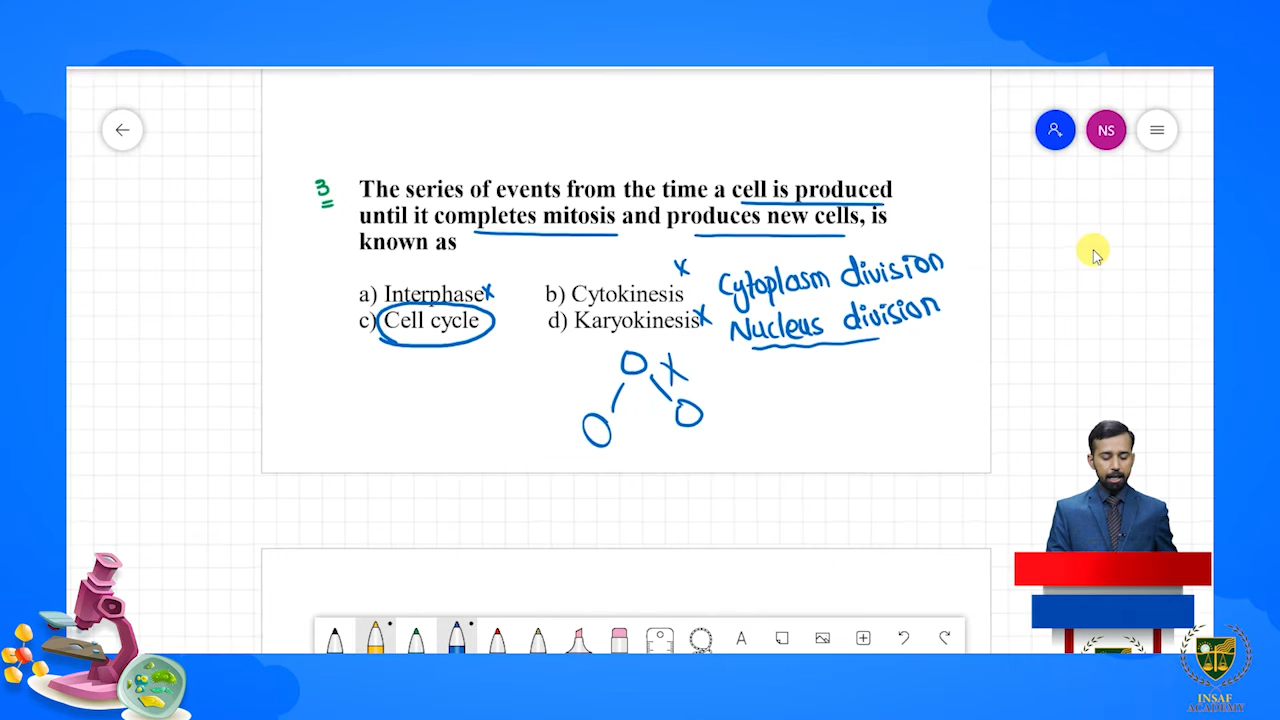 NS
3 The series of events from the time a cell is produced
until it completes mitosis and produces new cells, is
known as
a) Interphase x b) Cytokinesis x Cytoplasm division
c) Cell cycle d) Karyokinesis x Nucleus division
x
A
INSAF
ACADEMY